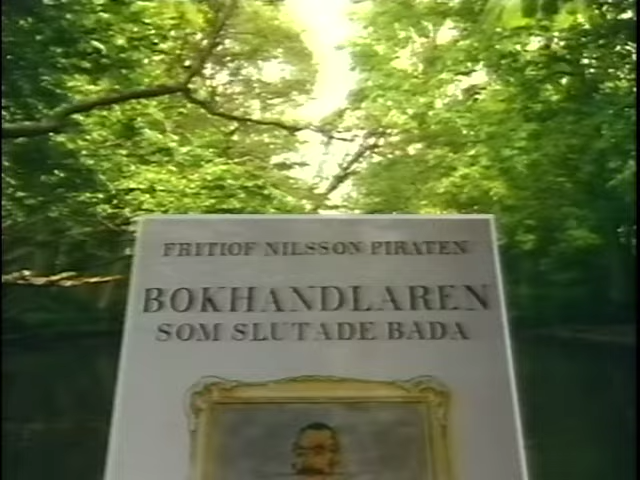 FRITIOF NILSSON PIRATEN
BOKHANDLAREN
SOM SLUTADE BADA